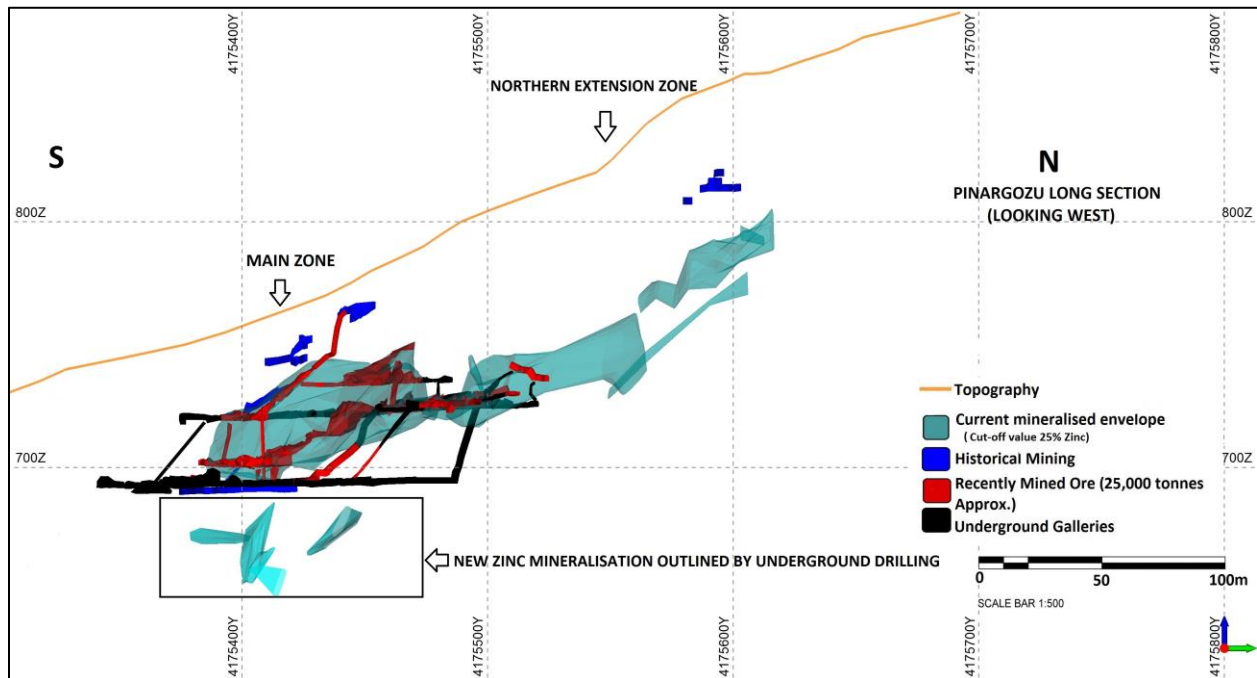 4175400Y
4175500Y
4175600Y
4175700Y
4175800Y
NORTHERN EXTENSION ZONE
S
N
PINARGOZU LONG SECTION
(LOOKING WEST)
800Z
800Z
MAIN ZONE
Topography
Current mineralised envelope
( Cut-off value 25% Zinc)
Historical Mining
700Z
700Z
Recently Mined Ore (25,000 tonnes
Approx.)
Underground Galleries
NEW ZINC MINERALISATION OUTLINED BY UNDERGROUND DRILLING
0
50
100m
SCALE BAR 1:500
4175400Y
4175500Y
4175600Y
4175700Y
4175800Y